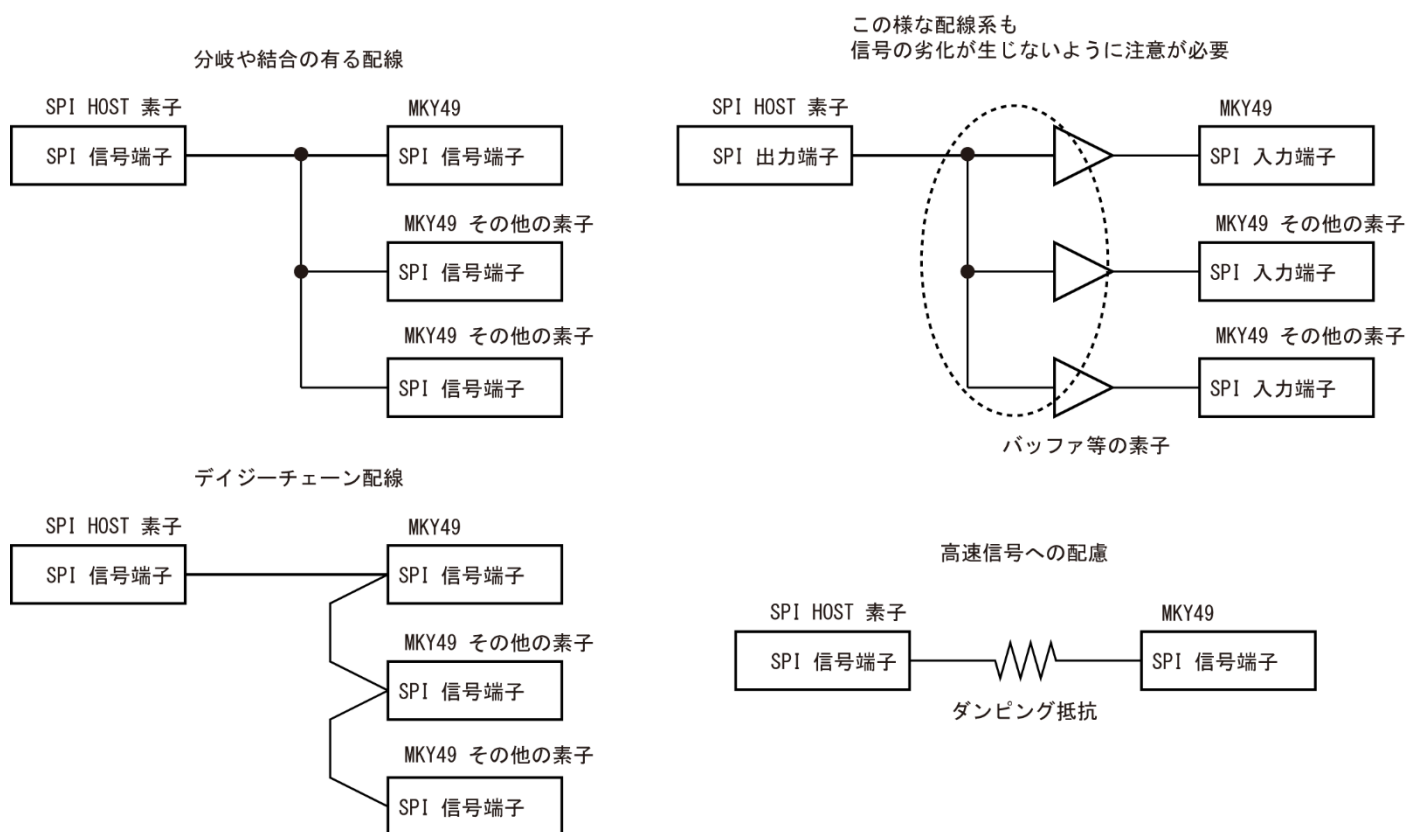 分岐や結合の有る配線
SPI HOST 素子
SPI 信号端子
MKY49
SPI 信号端子
MKY49 その他の素子
SPI 信号端子
MKY49 その他の素子
SPI 信号端子
この様な配線系も
信号の劣化が生じないように注意が必要
SPI HOST 素子
SPI 出力端子
MKY49
SPI 入力端子
MKY49 その他の素子
SPI 入力端子
MKY49 その他の素子
SPI 入力端子
バッファ等の素子
デイジーチェーン配線
SPI HOST 素子
SPI 信号端子
MKY49
SPI 信号端子
MKY49 その他の素子
SPI 信号端子
MKY49 その他の素子
SPI 信号端子
高速信号への配慮
SPI HOST 素子
SPI 信号端子
MKY49
SPI 信号端子
ダンピング抵抗